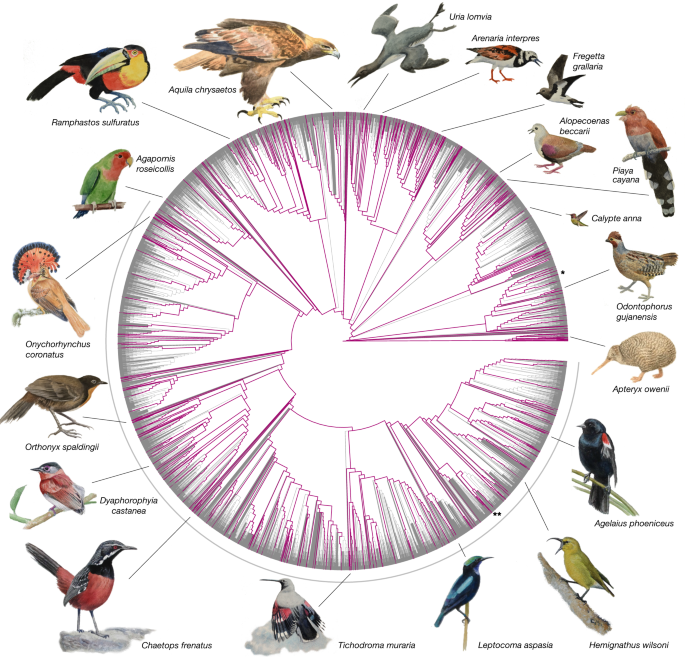 Uria lomvia
Arenaria interpres
Fregetta
grallaria
Aquila chrysaetos
Ramphastos sulfuratus
Alopecoenas
beccarii
Piaya
cayana
Agapornis
roseicollis
Calypte anna
*
Odontophorus
gujanensis
Onychorhynchus
coronatus
Apteryx owenii
Orthonyx spaldingii
Dyaphorophyia
castanea
**
Agelaius phoeniceus
Chaetops frenatus
Tichodroma muraria
Leptocoma aspasia
Hemignathus wilsoni